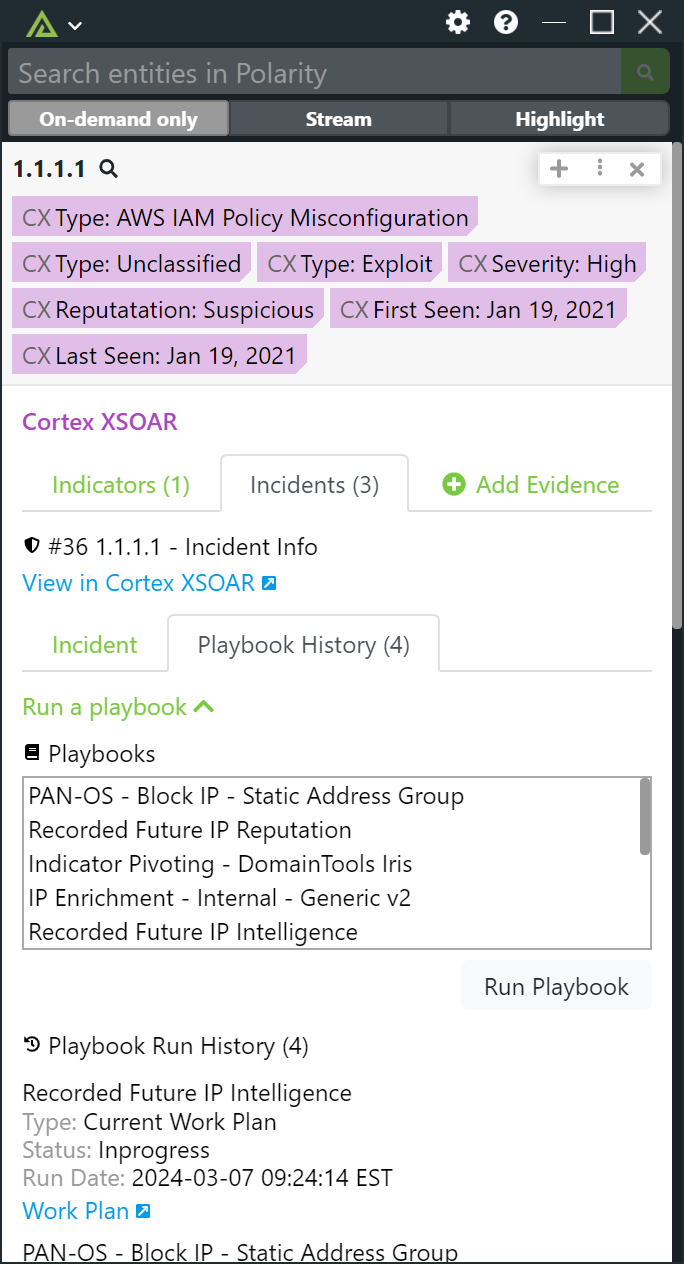 Search entities in Polarity
On-demand only Stream Highlight
1.1.1.1
CX Type: AWS IAM Policy Misconfiguration
CX Type: Unclassified CX Type: Exploit CX Severity: High
CX Reputatation: Suspicious CX First Seen: Jan 19, 2021
CX Last Seen: Jan 19, 2021
Cortex XSOAR
Indicators (1) Incidents (3) Add Evidence
#36 1.1.1.1 - Incident Info
View in Cortex XSOAR
Incident Playbook History (4)
Run a playbook
Playbooks
PAN-OS - Block IP - Static Address Group
Recorded Future IP Reputation
Indicator Pivoting - DomainTools Iris
IP Enrichment - Internal - Generic v2
Recorded Future IP Intelligence
Run Playbook
Playbook Run History (4)
Recorded Future IP Intelligence
Type: Current Work Plan
Status: Inprogress
Run Date: 2024-03-07 09:24:14 EST
Work Plan
PAN-OS - Block IP - Static Address Group